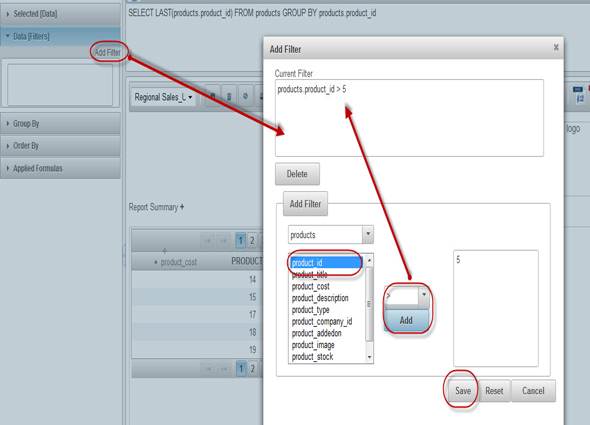 Selected [Data]
SELECT LAST(products.product_id) FROM products GROUP BY products.product_id
Data [Filters]
Add Filter
Group By
Order By
Applied Formulas
Regional Sales_L
logo
Report Summary +
1 2
product_cost PRODUCT
14
15
17
18
19
1 2
Add Filter
Current Filter
products.product_id > 5
Delete
Add Filter
products
product_id
product_title
product_cost
product_description
product_type
product_company_id
product_addedon
product_image
product_stock
>
Add
5
Save Reset Cancel